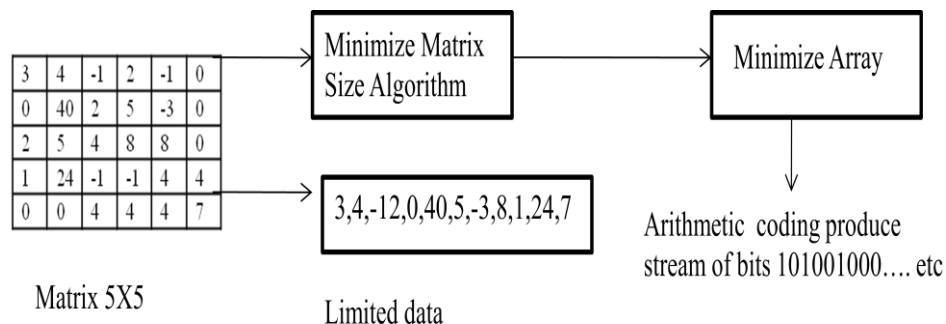 3 4 -1 2 -1 0
0 40 2 5 -3 0
2 5 4 8 8 0
1 24 -1 -1 4 4
0 0 4 4 4 7
Matrix 5X5
Minimize Matrix
Size Algorithm
Minimize Array
3,4,-12,0,40,5,-3,8,1,24,7
Limited data
Arithmetic coding produce
stream of bits 101001000…. etc